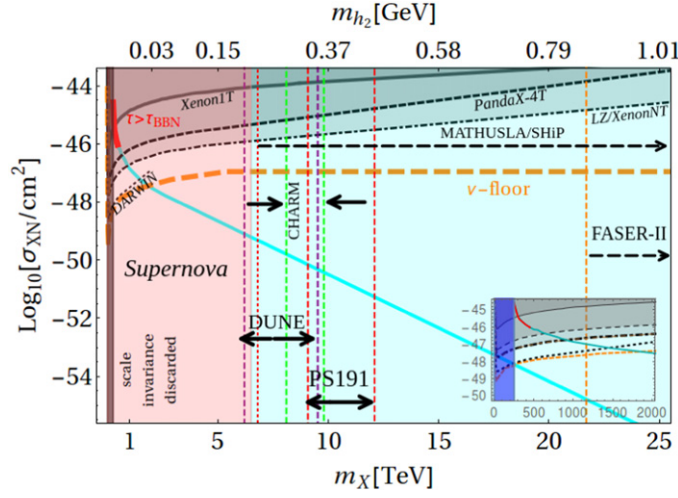 m_{h_2}[GeV]
0.03 0.15 0.22 0.37 0.58 0.79 1.01
Log_{10}[σ_{XN}/cm^2]
−44
−46
−48
−50
−52
−54
Xenon1T
τ>τ_{BBN}
PandaX-4T
LZ/XenonNT
MATHUSLA/SHiP
DARWIN
ν−floor
CHARM
FASER-II
Supernova
DUNE
PS191
scale
invariance
discarded
−45
−46
−47
−48
−49
−50
0 500 1000 1500 2000
1 5 10 15 20 25
m_X[TeV]